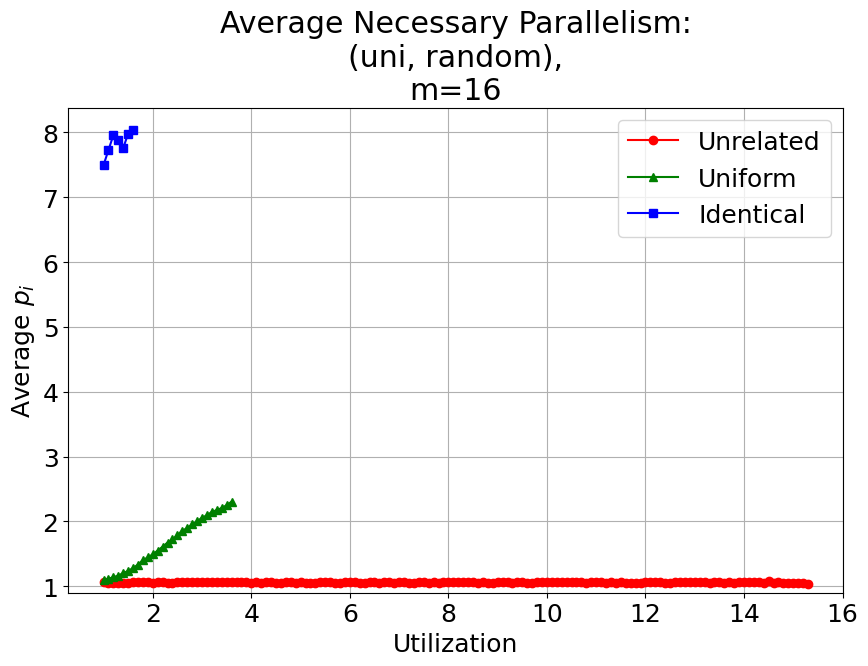 Average Necessary Parallelism:
(uni, random),
m=16
Unrelated
Uniform
Identical
8
7
6
5
4
3
2
1
Average $p_i$
2 4 6 8 10 12 14 16
Utilization